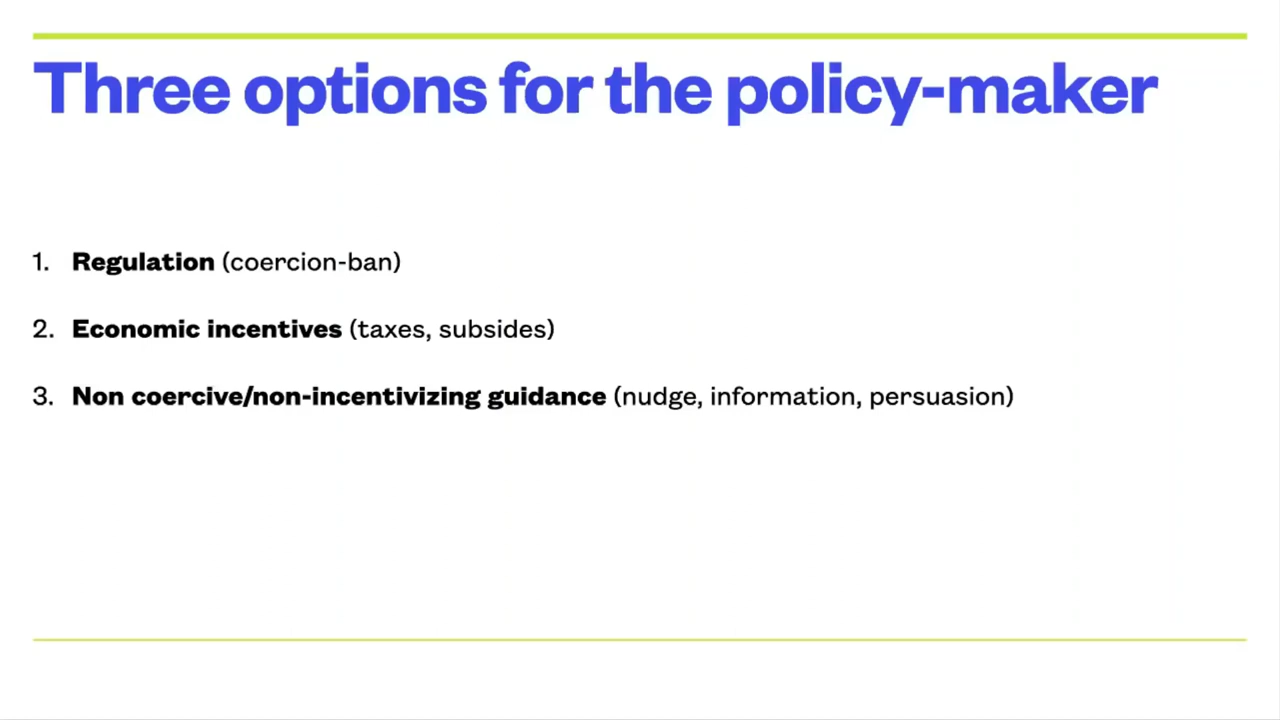 Three options for the policy-maker
1. Regulation (coercion-ban)
2. Economic incentives (taxes, subsides)
3. Non coercive/non-incentivizing guidance (nudge, information, persuasion)